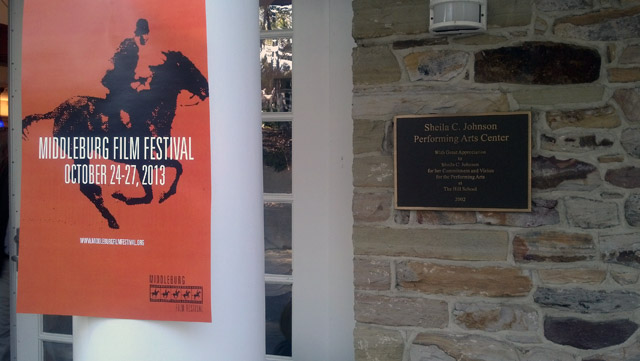 MIDDLEBURG FILM FESTIVAL
OCTOBER 24-27, 2013
WWW.MIDDLEBURGFILMFESTIVAL.ORG
MIDDLEBURG
FILM FESTIVAL
Sheila C. Johnson
Performing Arts Center
With Great Appreciation
to
Sheila C. Johnson
for her Commitment and Vision
for the Performing Arts
at
The Hill School
2002